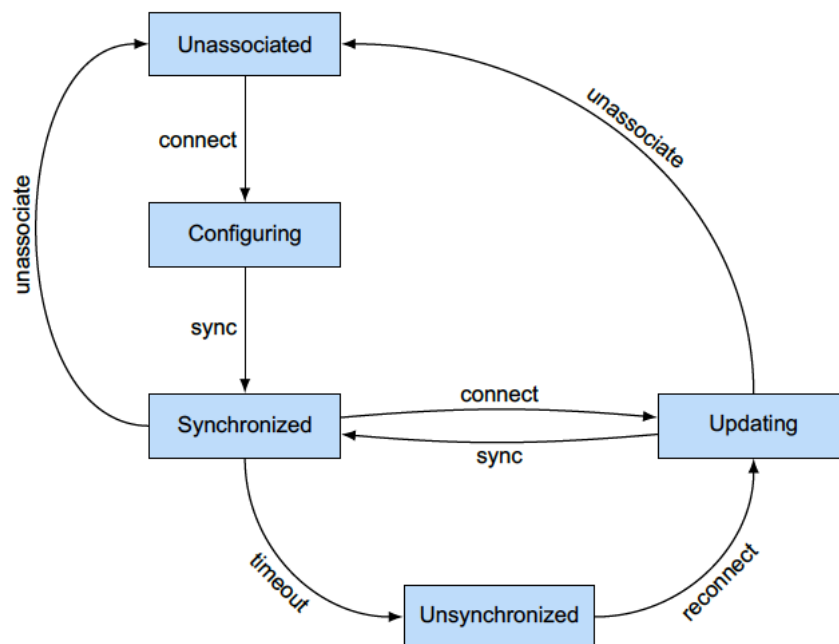 Unassociated
unassociate
connect
unassociate
Configuring
sync
connect
Synchronized
Updating
sync
timeout
reconnect
Unsynchronized